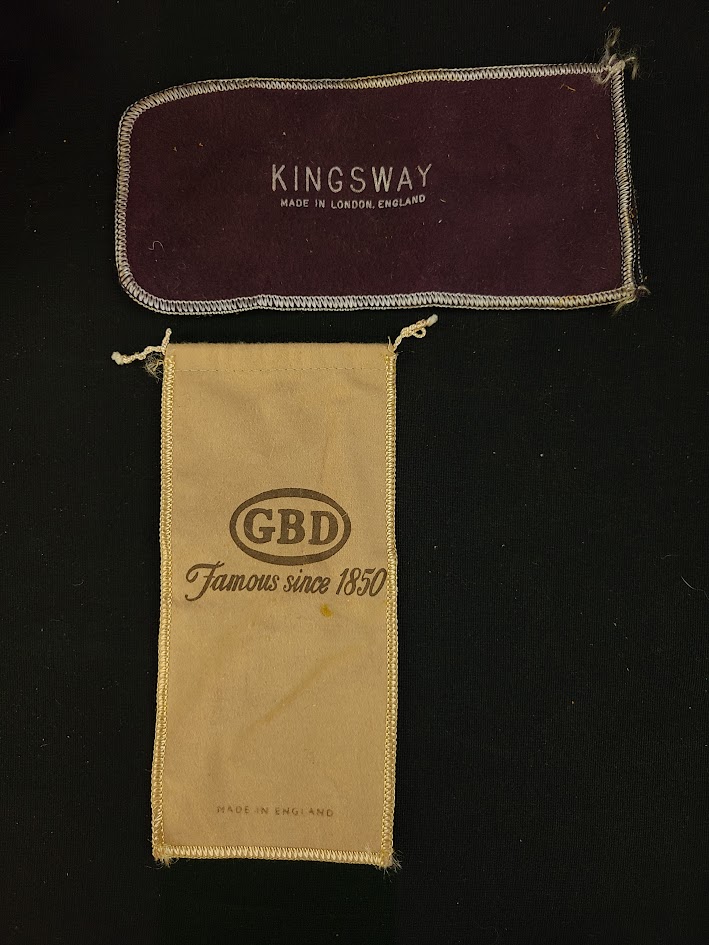 KINGSWAY
MADE IN LONDON, ENGLAND
GBD
Famous since 1850
MADE IN ENGLAND